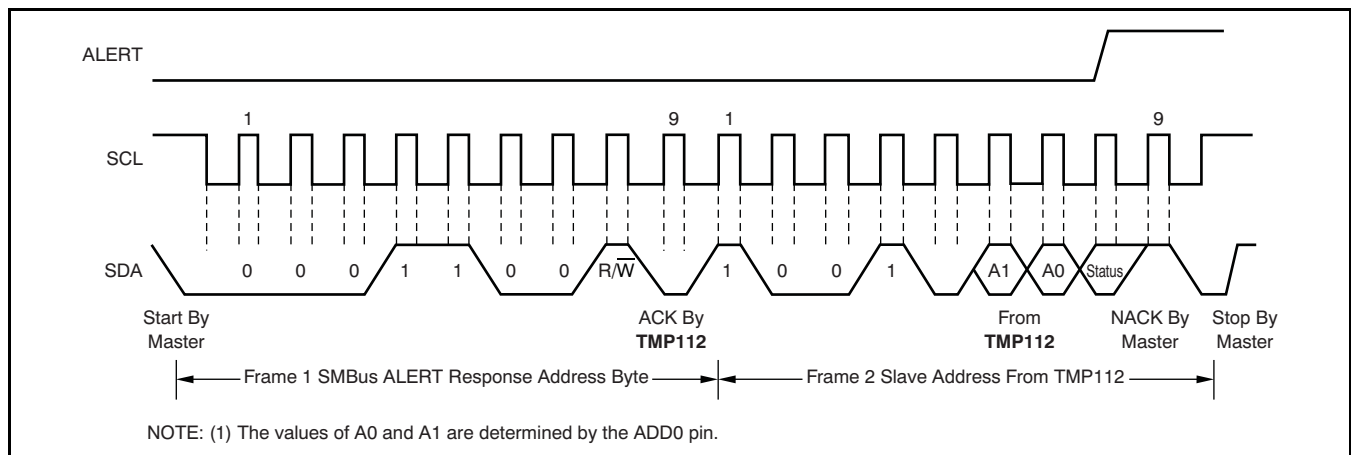 ALERT
1 9 1 9
SCL
SDA 0 0 0 1 1 0 0 R/W̅ 1 0 0 1 A1 A0 Status
Start By Master
ACK By TMP112
From TMP112
NACK By Master
Stop By Master
Frame 1 SMBus ALERT Response Address Byte
Frame 2 Slave Address From TMP112
NOTE: (1) The values of A0 and A1 are determined by the ADD0 pin.